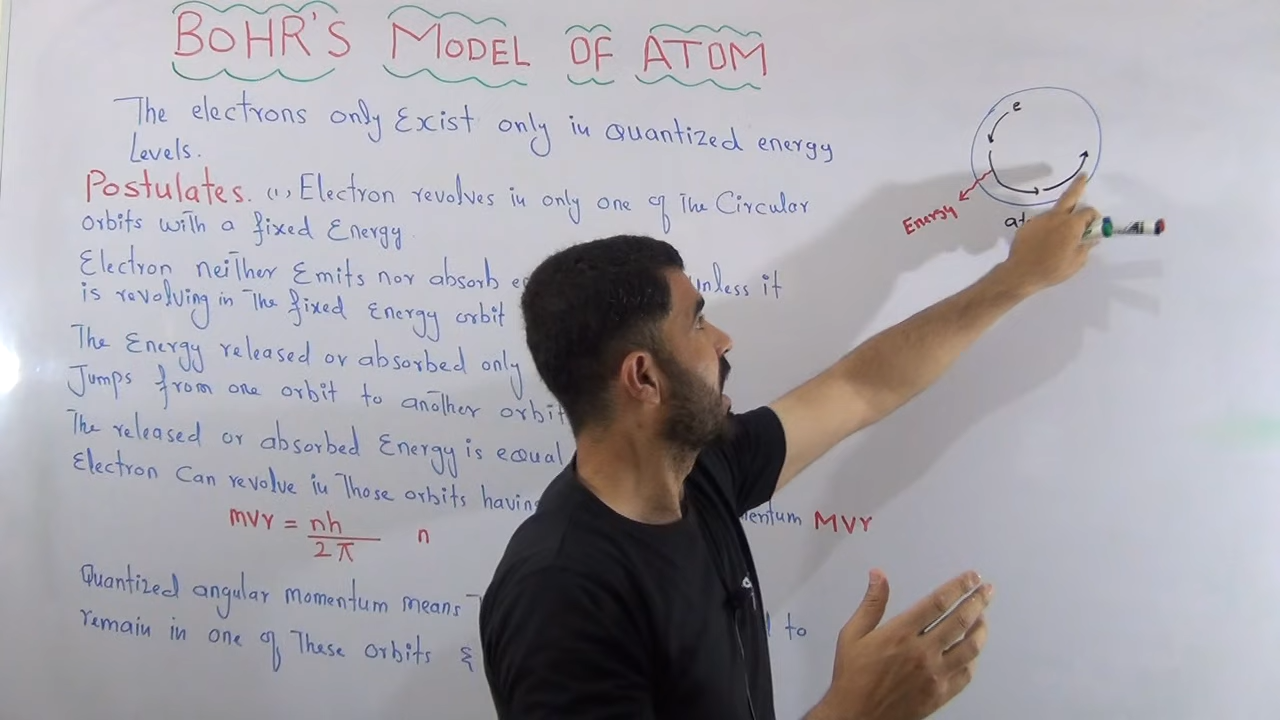 BOHR'S MODEL OF ATOM
The electrons only Exist only in Quantized energy
Levels.
Postulates. (1) Electron revolves in only one of The Circular
orbits with a fixed Energy.
Electron neither Emits nor absorb unless it
is revolving in The fixed Energy orbit
The Energy released or absorbed only
Jumps from one orbit to another orbit
The released or absorbed Energy is equal
Electron Can revolve in Those orbits having MVr
mvr = nh / 2π n
Quantized angular momentum means
remain in one of These orbits & to
e
Energy